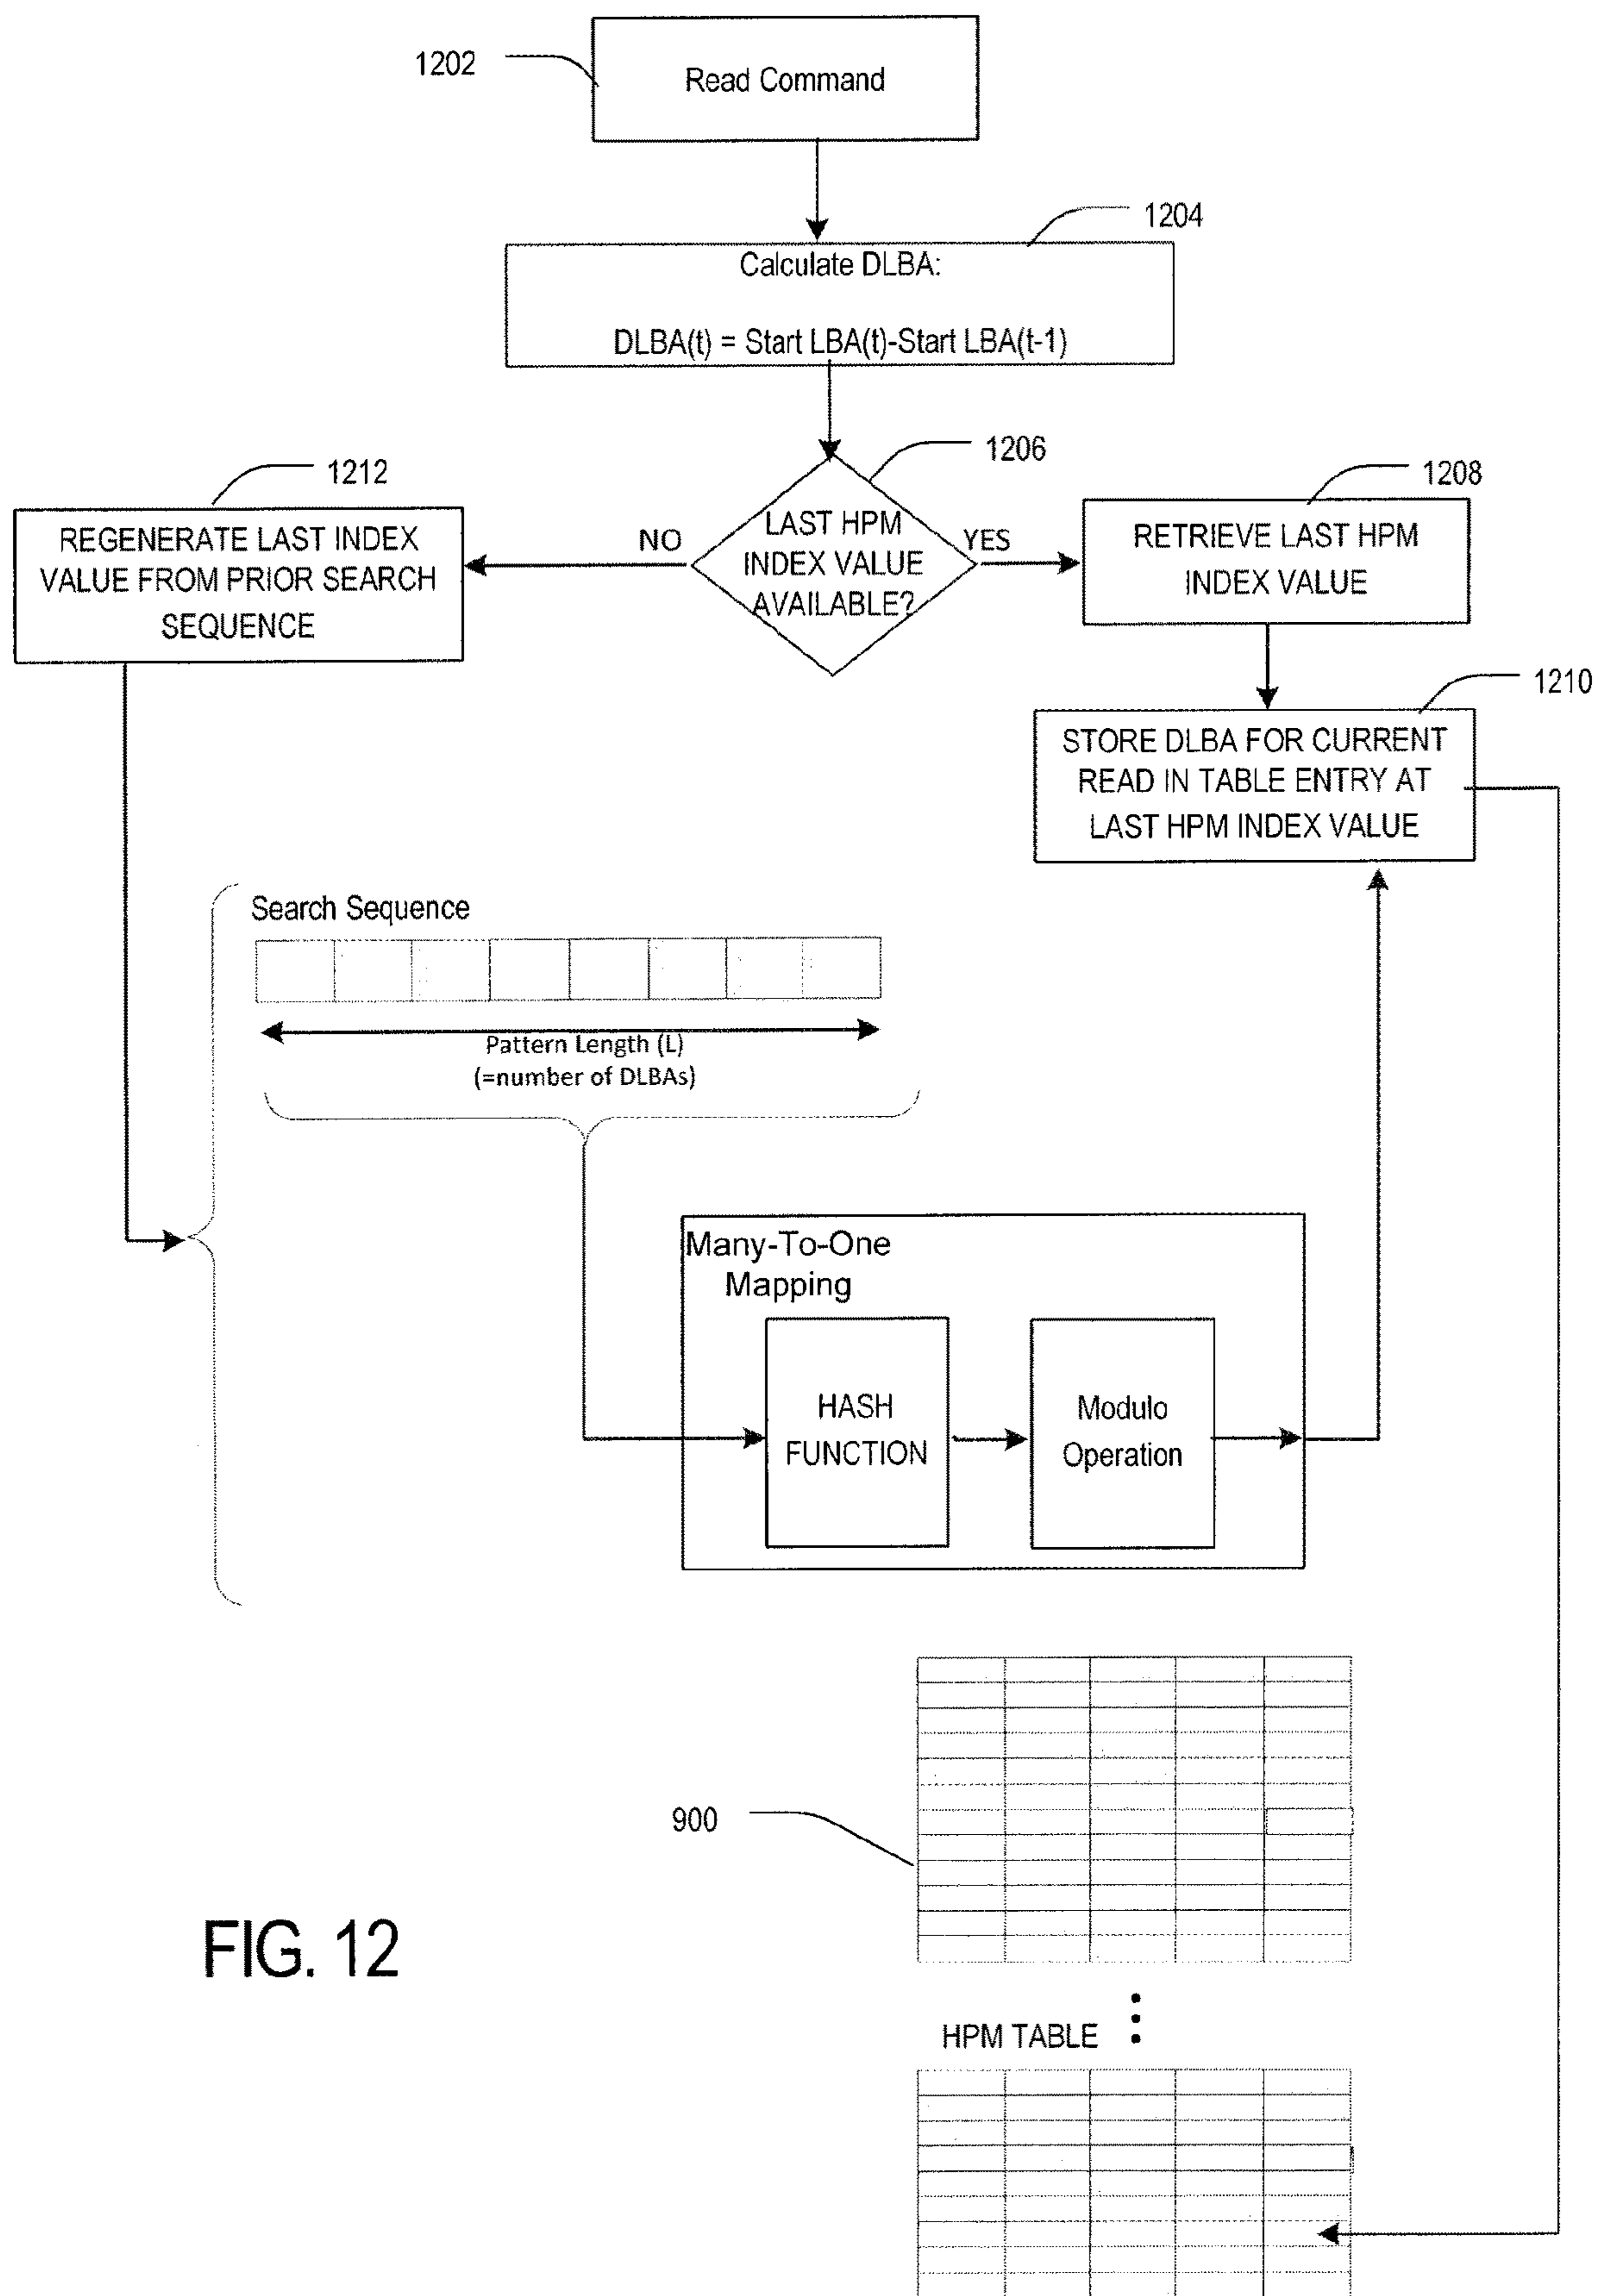 1202
Read Command
1204
Calculate DLBA:
DLBA(t) = Start LBA(t)-Start LBA(t-1)
1206
1212
1208
REGENERATE LAST INDEX
VALUE FROM PRIOR SEARCH
SEQUENCE
NO
LAST HPM
INDEX VALUE
AVAILABLE?
YES
RETRIEVE LAST HPM
INDEX VALUE
1210
STORE DLBA FOR CURRENT
READ IN TABLE ENTRY AT
LAST HPM INDEX VALUE
Search Sequence
Pattern Length (L)
(=number of DLBAs)
Many-To-One
Mapping
HASH
FUNCTION
Modulo
Operation
900
FIG. 12
HPM TABLE